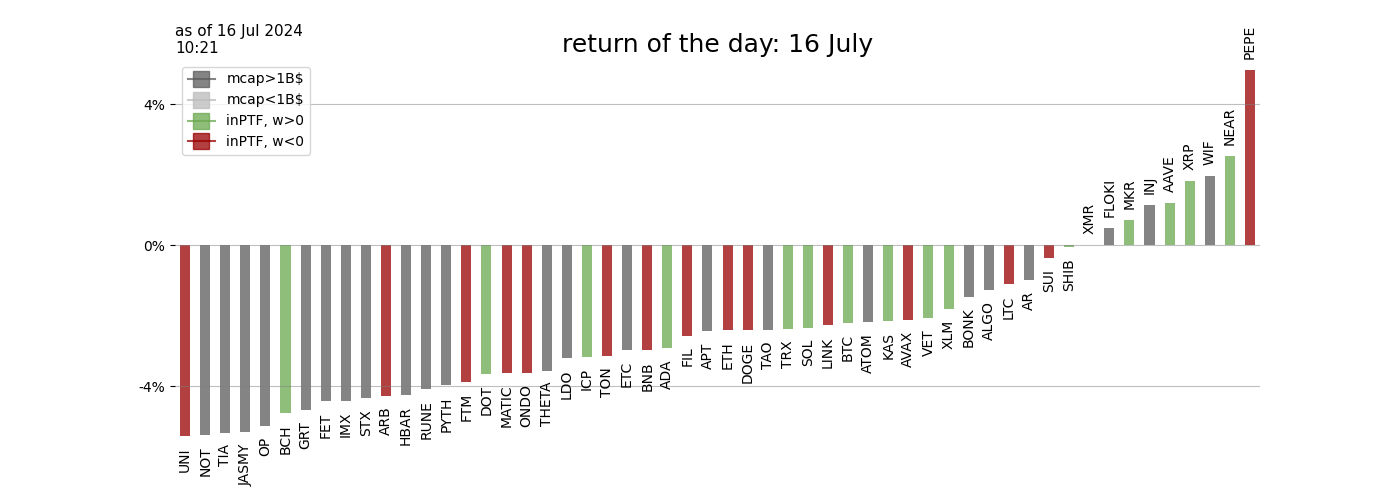 as of 16 Jul 2024
10:21
return of the day: 16 July
mcap>1B$
mcap<1B$
inPTF, w>0
inPTF, w<0
4%
0%
-4%
UNI
NOT
TIA
JASMY
OP
BCH
GRT
FET
IMX
STX
ARB
HBAR
RUNE
PYTH
FTM
DOT
MATIC
ONDO
THETA
LDO
ICP
TON
ETC
BNB
ADA
FIL
APT
ETH
DOGE
TAO
TRX
SOL
LINK
BTC
ATOM
KAS
AVAX
VET
XLM
BONK
ALGO
LTC
AR
SUI
SHIB
XMR
FLOKI
MKR
INJ
AAVE
XRP
WIF
NEAR
PEPE